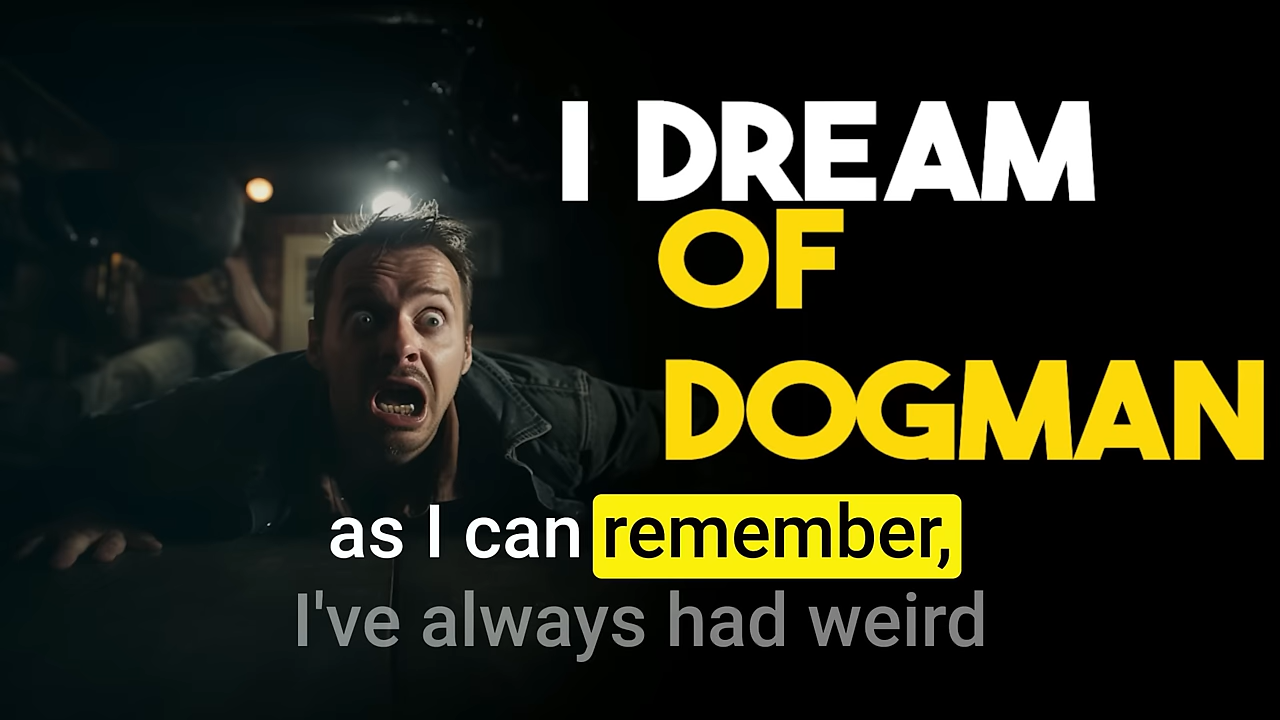 I DREAM
OF
DOGMAN
as I can remember,
I've always had weird